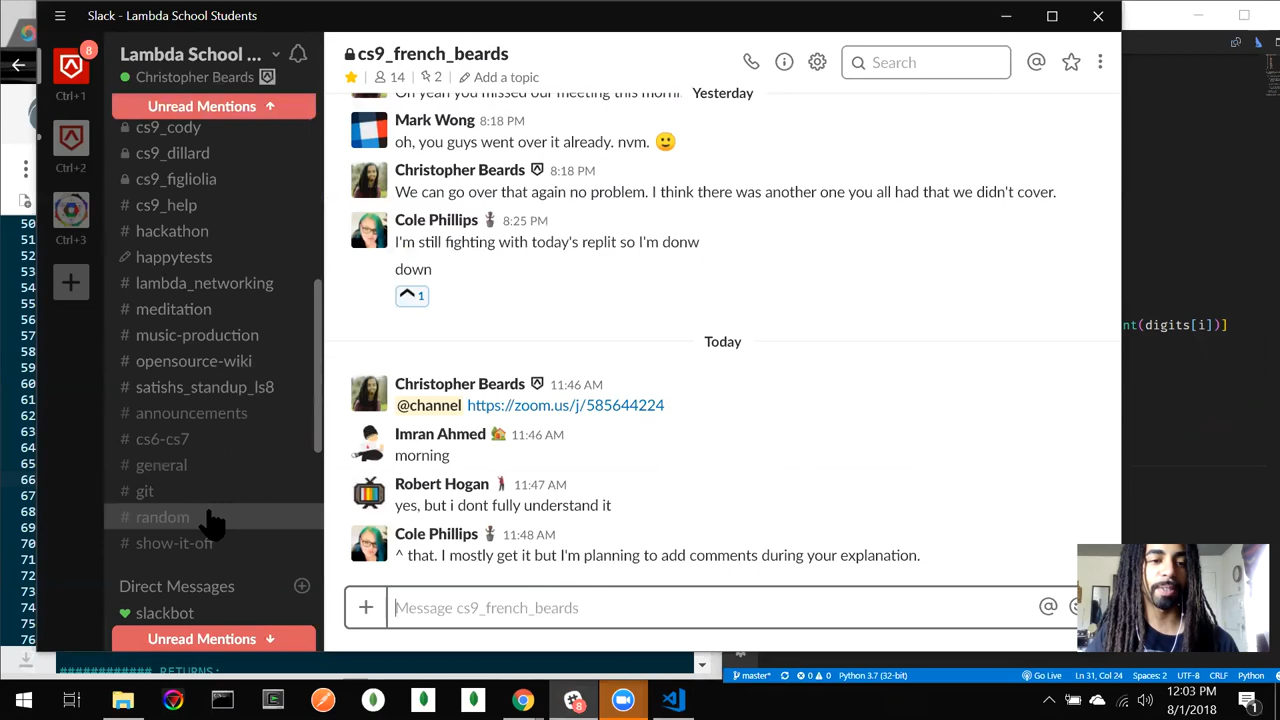 Slack - Lambda School Students
8
Ctrl+1
Ctrl+2
Ctrl+3
Lambda School ...
Christopher Beards
Unread Mentions ↑
cs9_cody
cs9_dillard
cs9_figliolia
# cs9_help
# hackathon
happytests
# lambda_networking
# meditation
# music-production
# opensource-wiki
# satishs_standup_ls8
# announcements
# cs6-cs7
# general
# git
# random
# show-it-off
Direct Messages
slackbot
Unread Mentions ↓
cs9_french_beards
14
2
Add a topic
Search
Oh yeah you missed our meeting this morni
Yesterday
Mark Wong 8:18 PM
oh, you guys went over it already. nvm. 🙂
Christopher Beards 8:18 PM
We can go over that again no problem. I think there was another one you all had that we didn't cover.
Cole Phillips 8:25 PM
I'm still fighting with today's replit so I'm donw
down
1
Today
Christopher Beards 11:46 AM
@channel https://zoom.us/j/585644224
Imran Ahmed 11:46 AM
morning
Robert Hogan 11:47 AM
yes, but i dont fully understand it
Cole Phillips 11:48 AM
^ that. I mostly get it but I'm planning to add comments during your explanation.
Message cs9_french_beards
50
51
52
53
54
55
56
57
58
59
60
61
62
63
64
65
66
67
68
69
70
71
72
73
74
75
76
nt(digits[i])]
############ RETURNS:
master*
0
0
Python 3.7 (32-bit)
Go Live
Ln 31, Col 24
Spaces: 2
UTF-8
CRLF
Python
8
12:03 PM
8/1/2018
1